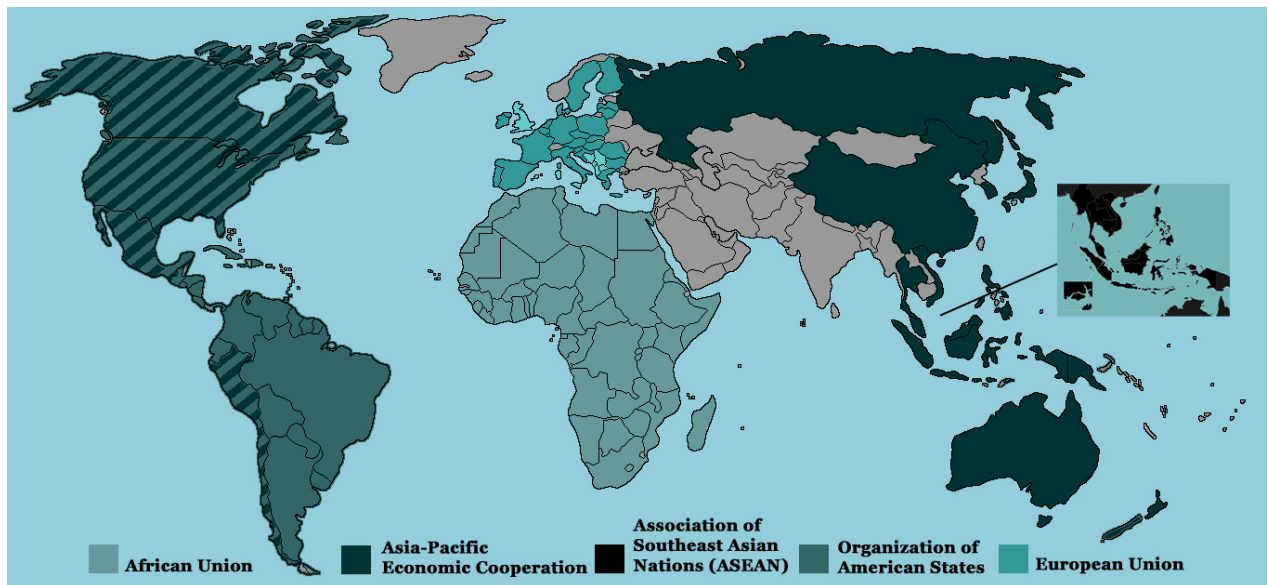 African Union
Asia-Pacific
Economic Cooperation
Association of
Southeast Asian
Nations (ASEAN)
Organization of
American States
European Union